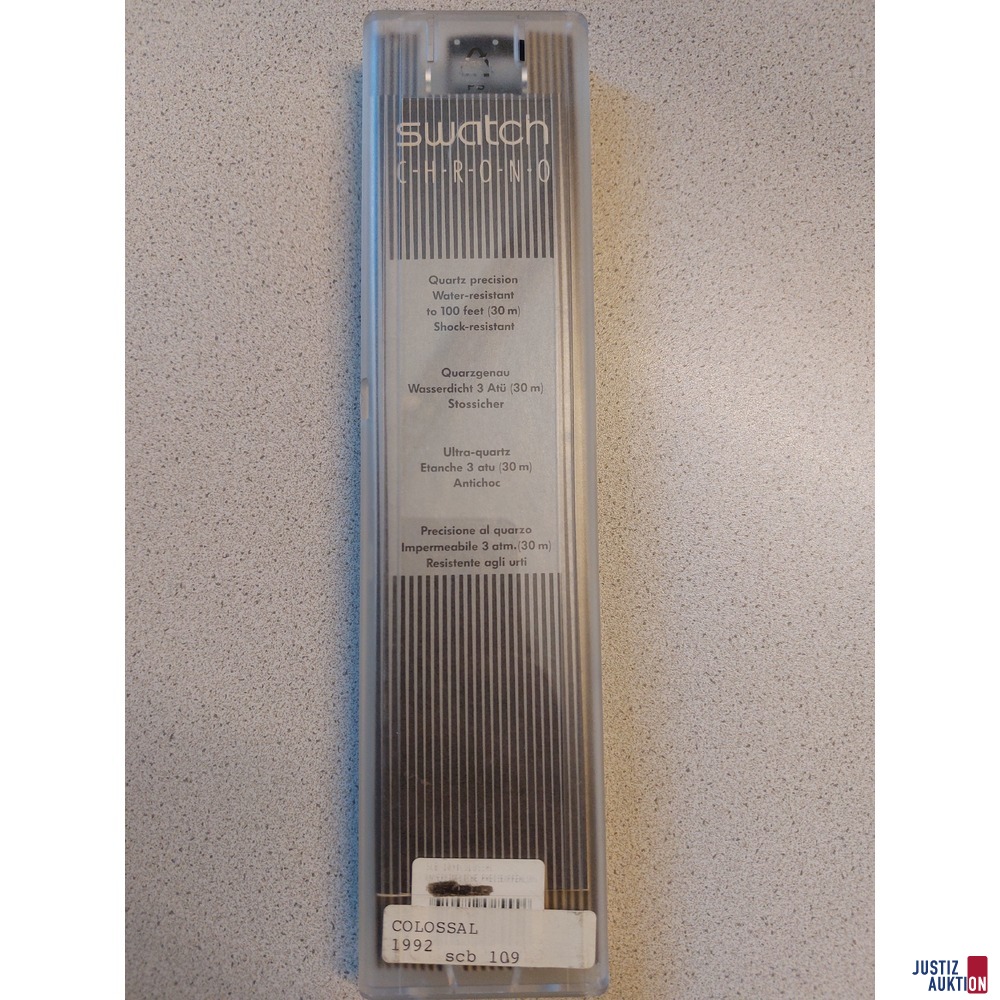 swatch
C-H-R-O-N-O
Quartz precision
Water-resistant
to 100 feet (30 m)
Shock-resistant
Quarzgenau
Wasserdicht 3 Atü (30 m)
Stossicher
Ultra-quartz
Etanche 3 atu (30 m)
Antichoc
Precisione al quarzo
Impermeabile 3 atm.(30 m)
Resistente agli urti
COLOSSAL
1992
scb 109
JUSTIZ
AUKTION